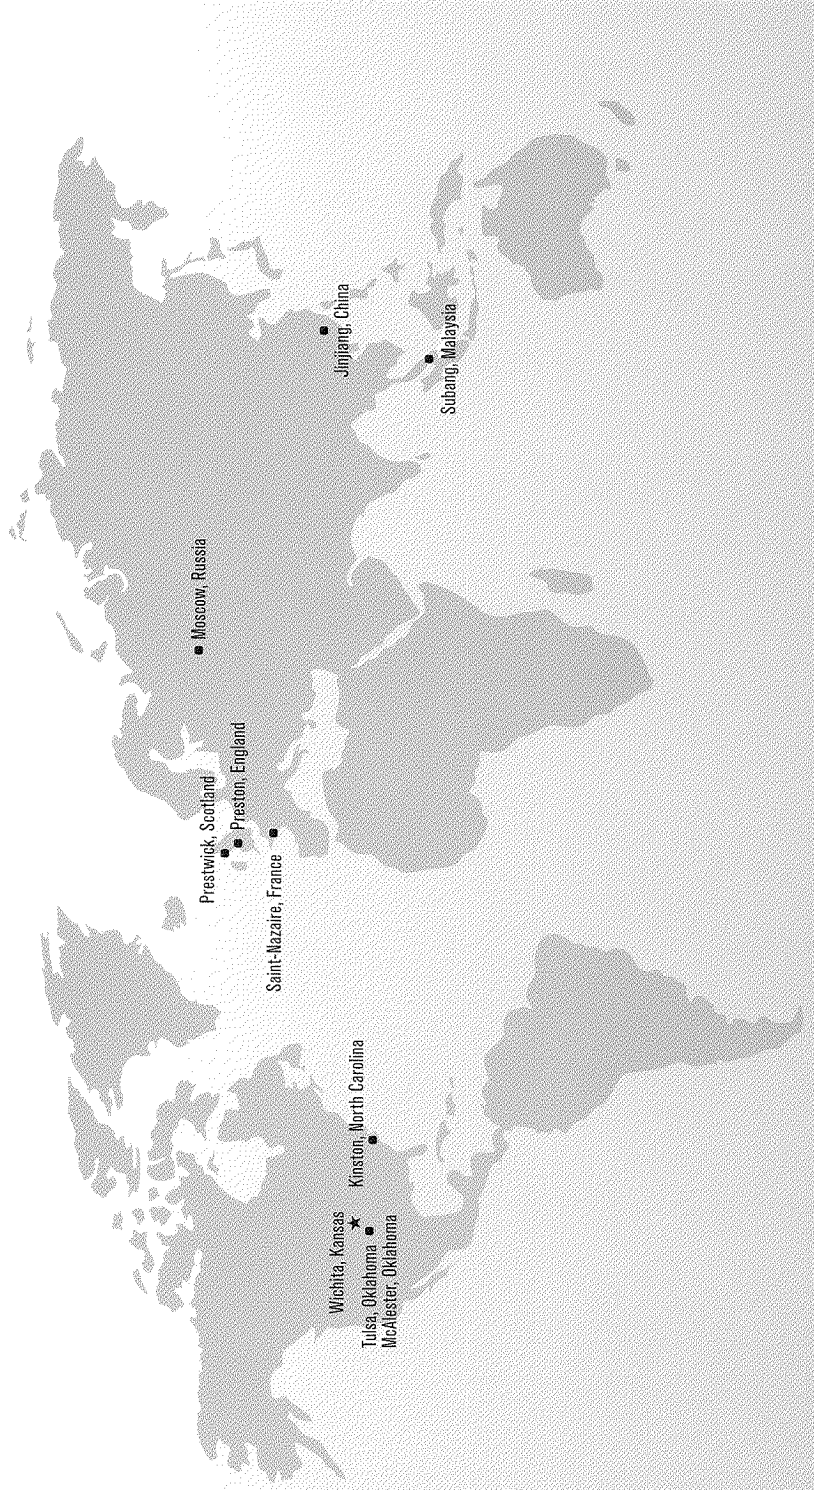 Wichita, Kansas
Tulsa, Oklahoma
McAlester, Oklahoma
Kinston, North Carolina
Prestwick, Scotland
Preston, England
Saint-Nazaire, France
Moscow, Russia
Jinjiang, China
Subang, Malaysia